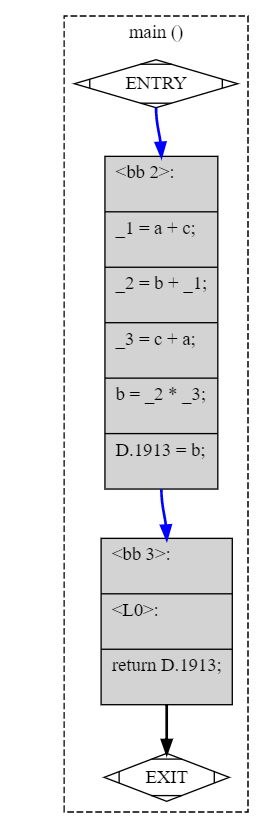 main ()
ENTRY
<bb 2>:
_1 = a + c;
_2 = b + _1;
_3 = c + a;
b = _2 * _3;
D.1913 = b;
<bb 3>:
<L0>:
return D.1913;
EXIT